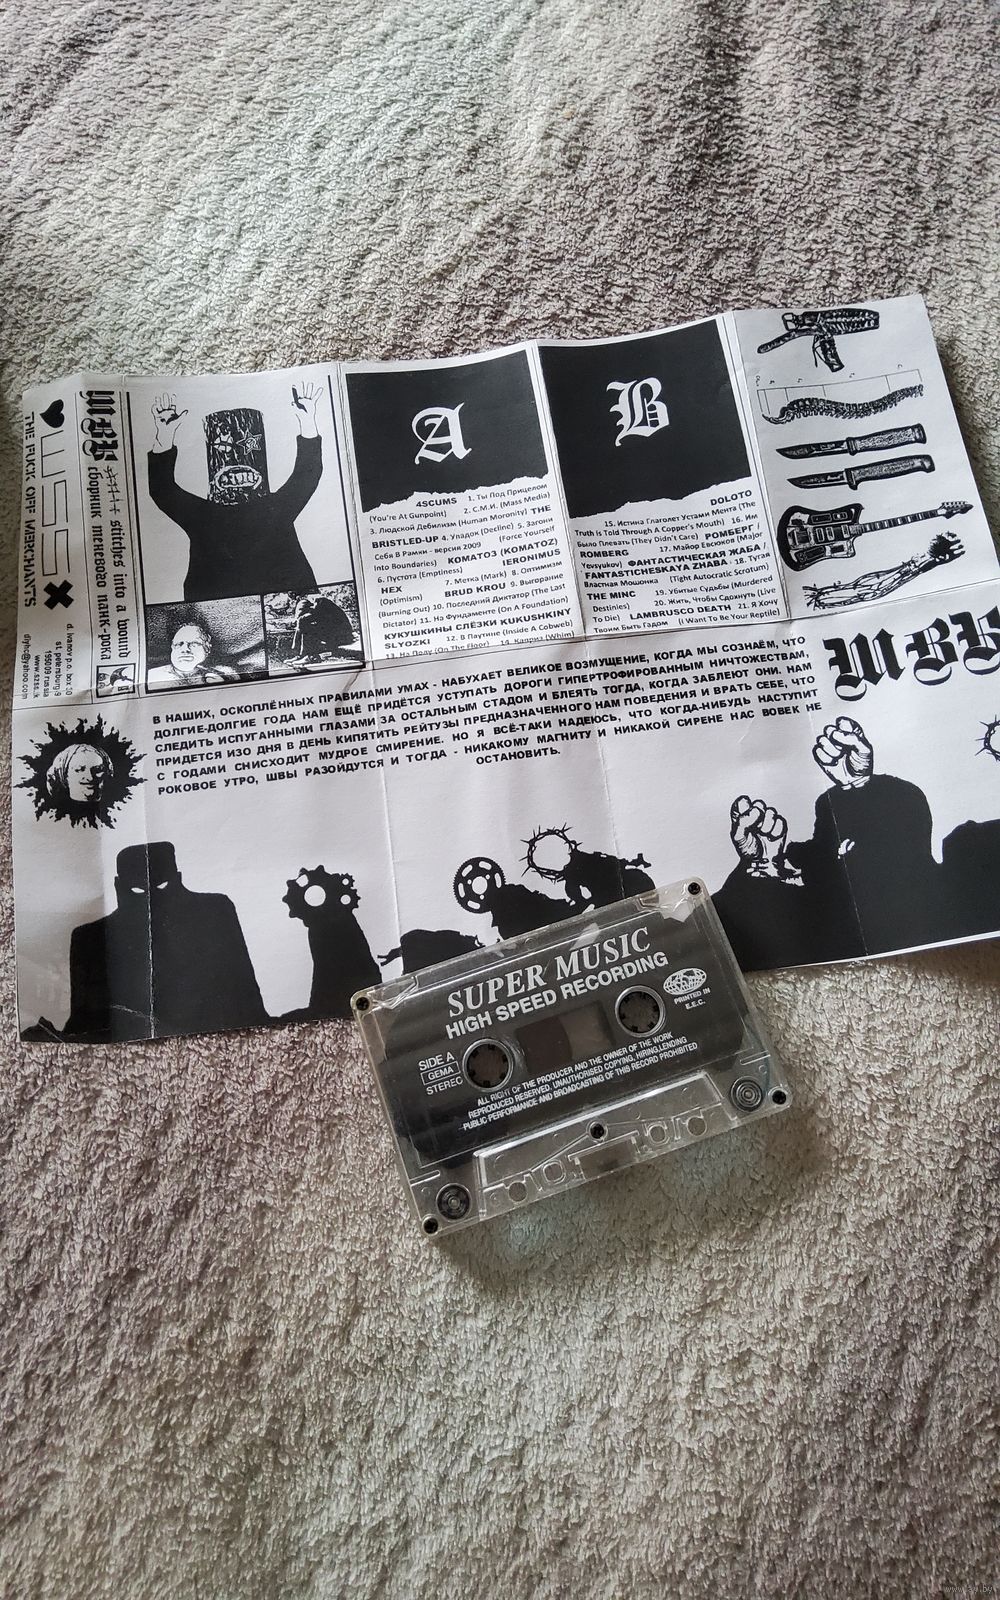 ШВЫ stitches into a wound
сборник теневого панк-рока
THE FUCK OFF MERKCHANTS
d. ivanov p.o. box 30
st. petersburg-9
195009 russia
A
4SCUMS 1. Ты Под Прицелом
(You're At Gunpoint) 2. С.М.И. (Mass Media)
3. Людской Дебилизм (Human Moronity) THE
BRISTLED-UP 4. Упадок (Decline) 5. Загони
Себя В Рамки - версия 2009 (Force Yourself
Into Boundaries) КОМАТОЗ (KOMATOZ)
6. Пустота (Emptiness) IERONIMUS
HEX 7. Метка (Mark) 8. Оптимизм
(Optimism) BRUD KROU 9. Выгорание
(Burning Out) 10. Последний Диктатор (The Last
Dictator) 11. На Фундаменте (On A Foundation)
КУКУШКИНЫ СЛЁЗКИ KUKUSHKINY
SLYOZKI 12. В Паутине (Inside A Cobweb)
13. На Полу (On The Floor) 14. Каприз (Whim)
B
DOLOTO
15. Истина Глаголет Устами Мента (The
Truth is Told Through A Copper's Mouth) 16. Им
Было Плевать (They Didn't Care) РОМБЕРГ /
ROMBERG 17. Майор Евсюков (Major
Yevsyukov) ФАНТАСТИЧЕСКАЯ ЖАБА /
FANTASTICHESKAYA ZHABA 18. Тугая
Властная Мошонка (Tight Autocratic Scrotum)
THE MINC 19. Убитые Судьбы (Murdered
Destinies) 20. Жить, Чтобы Сдохнуть (Live
To Die) LAMBRUSCO DEATH 21. Я Хочу
Твоим Быть Гадом (I Want To Be Your Reptile)
В НАШИХ, ОСКОПЛЁННЫХ ПРАВИЛАМИ УМАХ - НАБУХАЕТ ВЕЛИКОЕ ВОЗМУЩЕНИЕ, КОГДА МЫ СОЗНАЁМ, ЧТО
ДОЛГИЕ-ДОЛГИЕ ГОДА НАМ ЕЩЁ ПРИДЁТСЯ УСТУПАТЬ ДОРОГИ ГИПЕРТРОФИРОВАННЫМ НИЧТОЖЕСТВАМ,
СЛЕДИТЬ ИСПУГАННЫМИ ГЛАЗАМИ ЗА ОСТАЛЬНЫМ СТАДОМ И БЛЕЯТЬ ТОГДА, КОГДА ЗАБЛЕЮТ ОНИ. НАМ
ПРИДЕТСЯ ИЗО ДНЯ В ДЕНЬ КИПЯТИТЬ РЕЙТУЗЫ ПРЕДНАЗНАЧЕННОГО НАМ ПОВЕДЕНИЯ И ВРАТЬ СЕБЕ, ЧТО
С ГОДАМИ СНИСХОДИТ МУДРОЕ СМИРЕНИЕ. НО Я ВСЁ-ТАКИ НАДЕЮСЬ, ЧТО КОГДА-НИБУДЬ НАСТУПИТ
РОКОВОЕ УТРО, ШВЫ РАЗОЙДУТСЯ И ТОГДА - НИКАКОМУ МАГНИТУ И НИКАКОЙ СИРЕНЕ НАС ВОВЕК НЕ
ОСТАНОВИТЬ.
ШВЫ
SUPER MUSIC
HIGH SPEED RECORDING
PRINTED IN
E.E.C.
SIDE A
GEMA
STEREO
ALL RIGHT OF THE PRODUCER AND THE OWNER OF THE WORK
REPRODUCED RESERVED. UNAUTHORISED COPYING, HIRING, LENDING
PUBLIC PERFORMANCE AND BROADCASTING OF THIS RECORD PROHIBITED